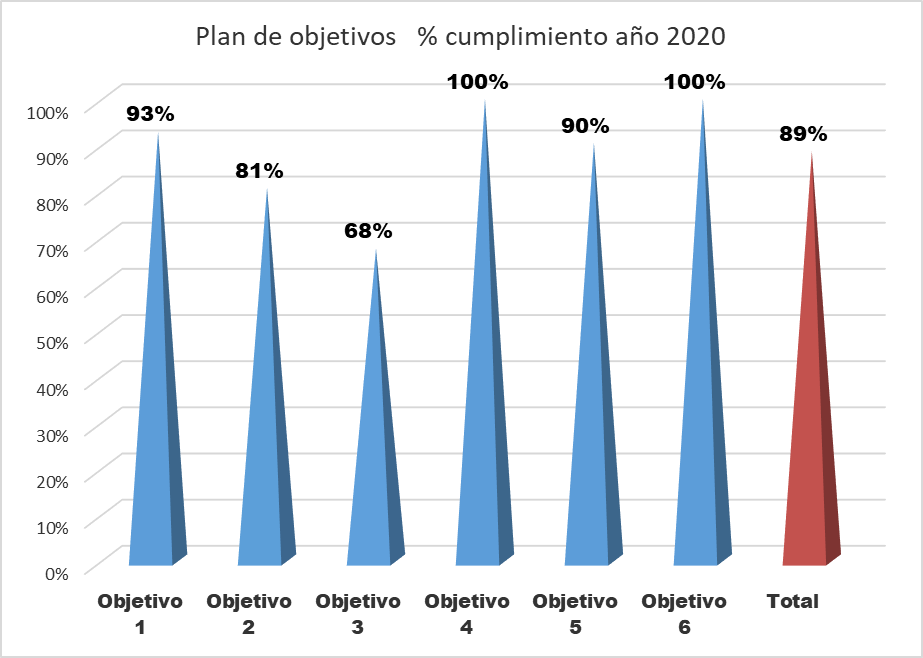 Plan de objetivos   % cumplimiento año 2020
100%
90%
80%
70%
60%
50%
40%
30%
20%
10%
0%
93%
81%
68%
100%
90%
100%
89%
Objetivo 1
Objetivo 2
Objetivo 3
Objetivo 4
Objetivo 5
Objetivo 6
Total